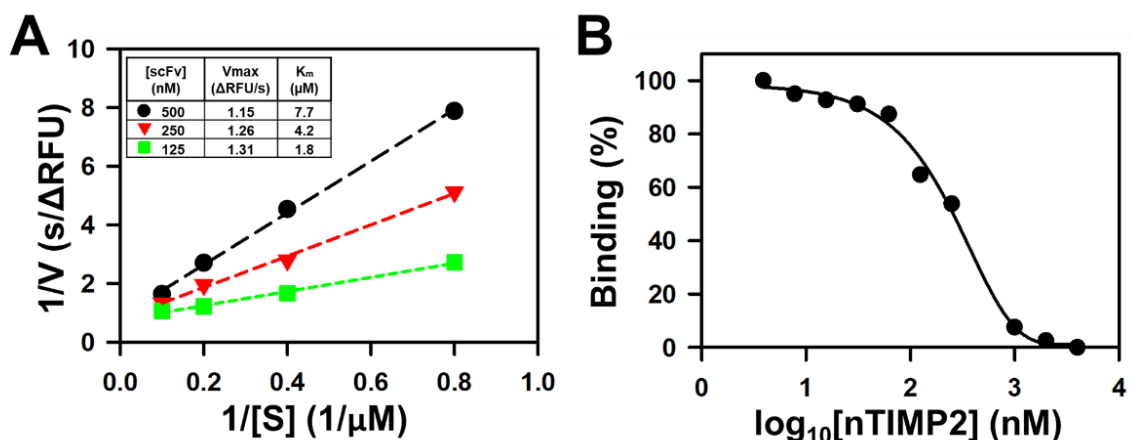 A
10
8
6
4
2
0
1/V (s/ΔRFU)
[scFv] (nM) Vmax (ΔRFU/s) Km (μM)
500 1.15 7.7
250 1.26 4.2
125 1.31 1.8
0.0 0.2 0.4 0.6 0.8 1.0
1/[S] (1/μM)
B
100
80
60
40
20
0
Binding (%)
0 1 2 3 4
log10[nTIMP2] (nM)